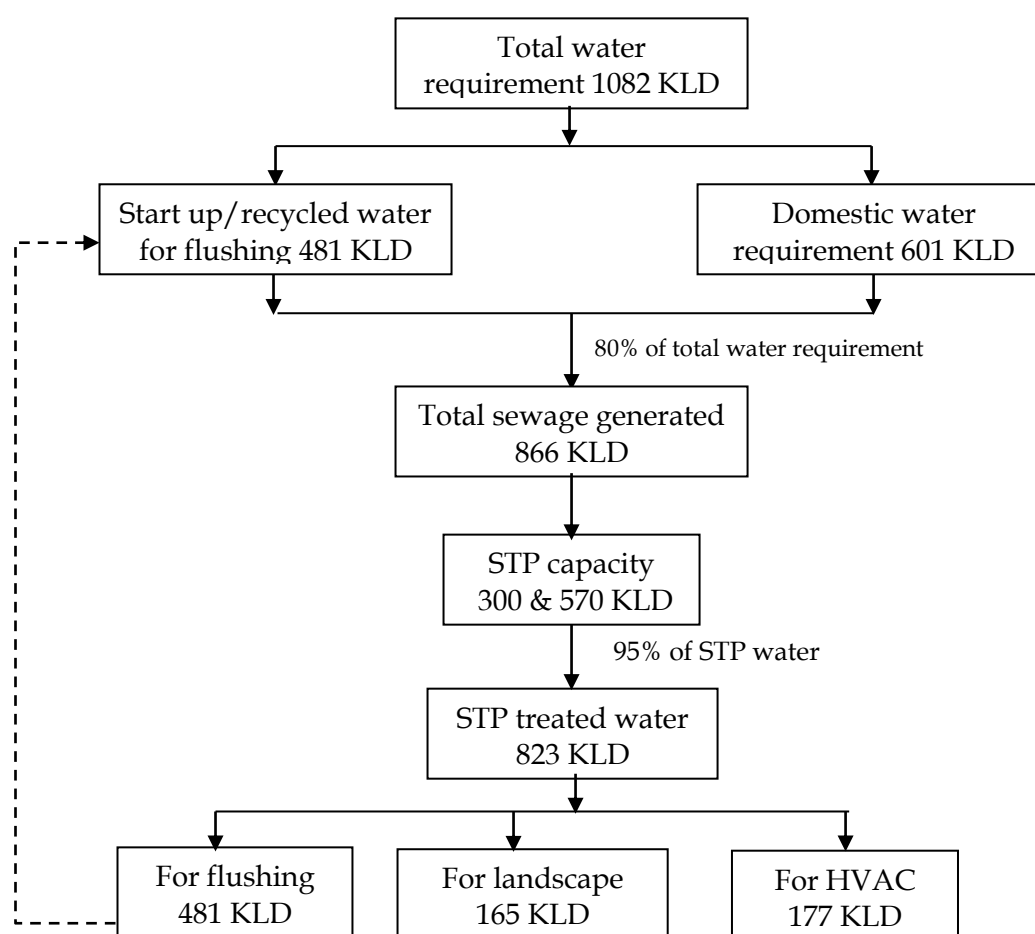 Total water
requirement 1082 KLD
Start up/recycled water
for flushing 481 KLD
Domestic water
requirement 601 KLD
80% of total water requirement
Total sewage generated
866 KLD
STP capacity
300 & 570 KLD
95% of STP water
STP treated water
823 KLD
For flushing
481 KLD
For landscape
165 KLD
For HVAC
177 KLD